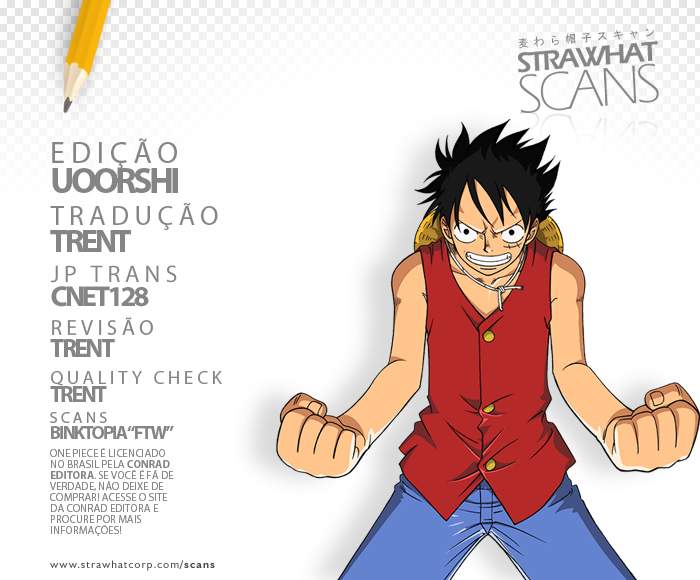 麦わら帽子スキャン
STRAWHAT
SCANS
EDIÇÃO
UOORSHI
TRADUÇÃO
TRENT
JP TRANS
CNET128
REVISÃO
TRENT
QUALITY CHECK
TRENT
SCANS
BINKTOPIA “FTW”
ONE PIECE É LICENCIADO
NO BRASIL PELA CONRAD
EDITORA. SE VOCÊ É FÃ DE
VERDADE, NÃO DEIXE DE
COMPRAR! ACESSE O SITE
DA CONRAD EDITORA E
PROCURE POR MAIS
INFORMAÇÕES!
www.strawhatcorp.com/scans